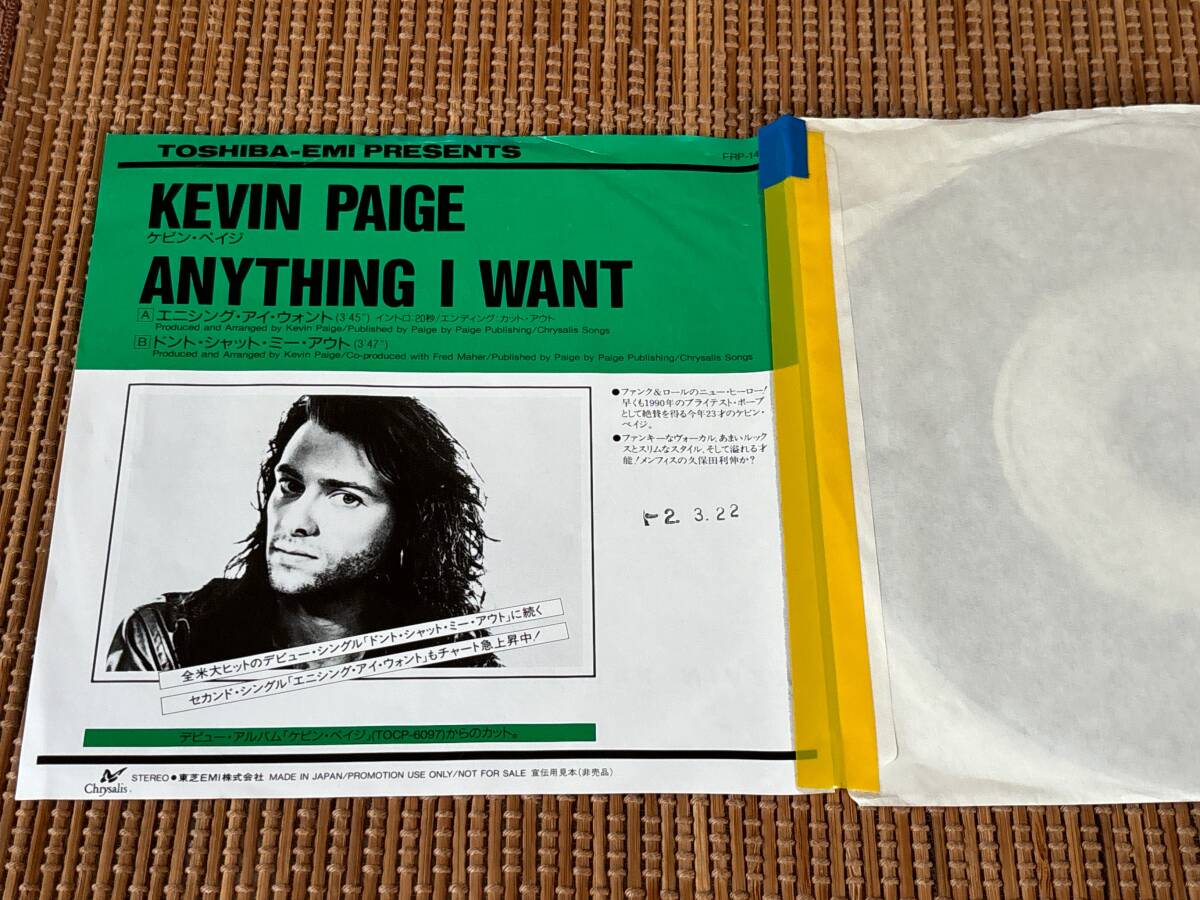 TOSHIBA-EMI PRESENTS
FRP-14
KEVIN PAIGE
ケビン・ペイジ
ANYTHING I WANT
A エニシング・アイ・ウォント (3'45") イントロ:20秒/エンディング:カット・アウト
Produced and Arranged by Kevin Paige/Published by Paige by Paige Publishing/Chrysalis Songs
B ドント・シャット・ミー・アウト (3'47")
Produced and Arranged by Kevin Paige/Co-produced with Fred Maher/Published by Paige by Paige Publishing/Chrysalis Songs
●ファンク&ロールのニュー・ヒーロー!
早くも1990年のブライテスト・ホープ
として絶賛を得る今年23才のケビン・
ペイジ。
●ファンキーなヴォーカル、あまいルック
スとスリムなスタイル、そして溢れる才
能!メンフィスの久保田利伸か?
2. 3.22
全米大ヒットのデビュー・シングル「ドント・シャット・ミー・アウト」に続く
セカンド・シングル「エニシング・アイ・ウォント」もチャート急上昇中!
デビュー・アルバム「ケビン・ペイジ」(TOCP-6097)からのカット。
Chrysalis
STEREO ● 東芝EMI株式会社 MADE IN JAPAN/PROMOTION USE ONLY/NOT FOR SALE 宣伝用見本(非売品)